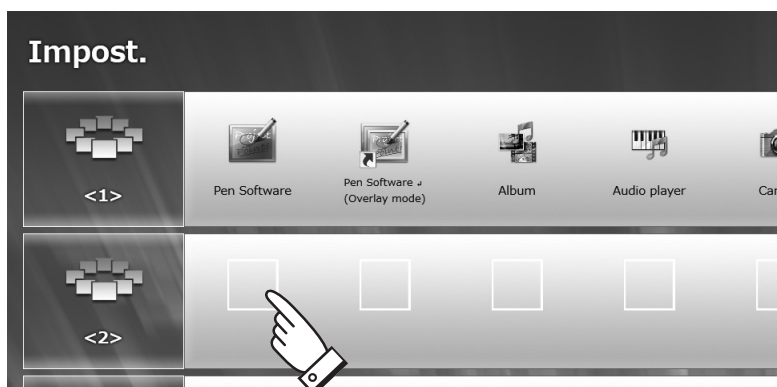 Impost.
<1>
Pen Software
Pen Software ↲
(Overlay mode)
Album
Audio player
<2>